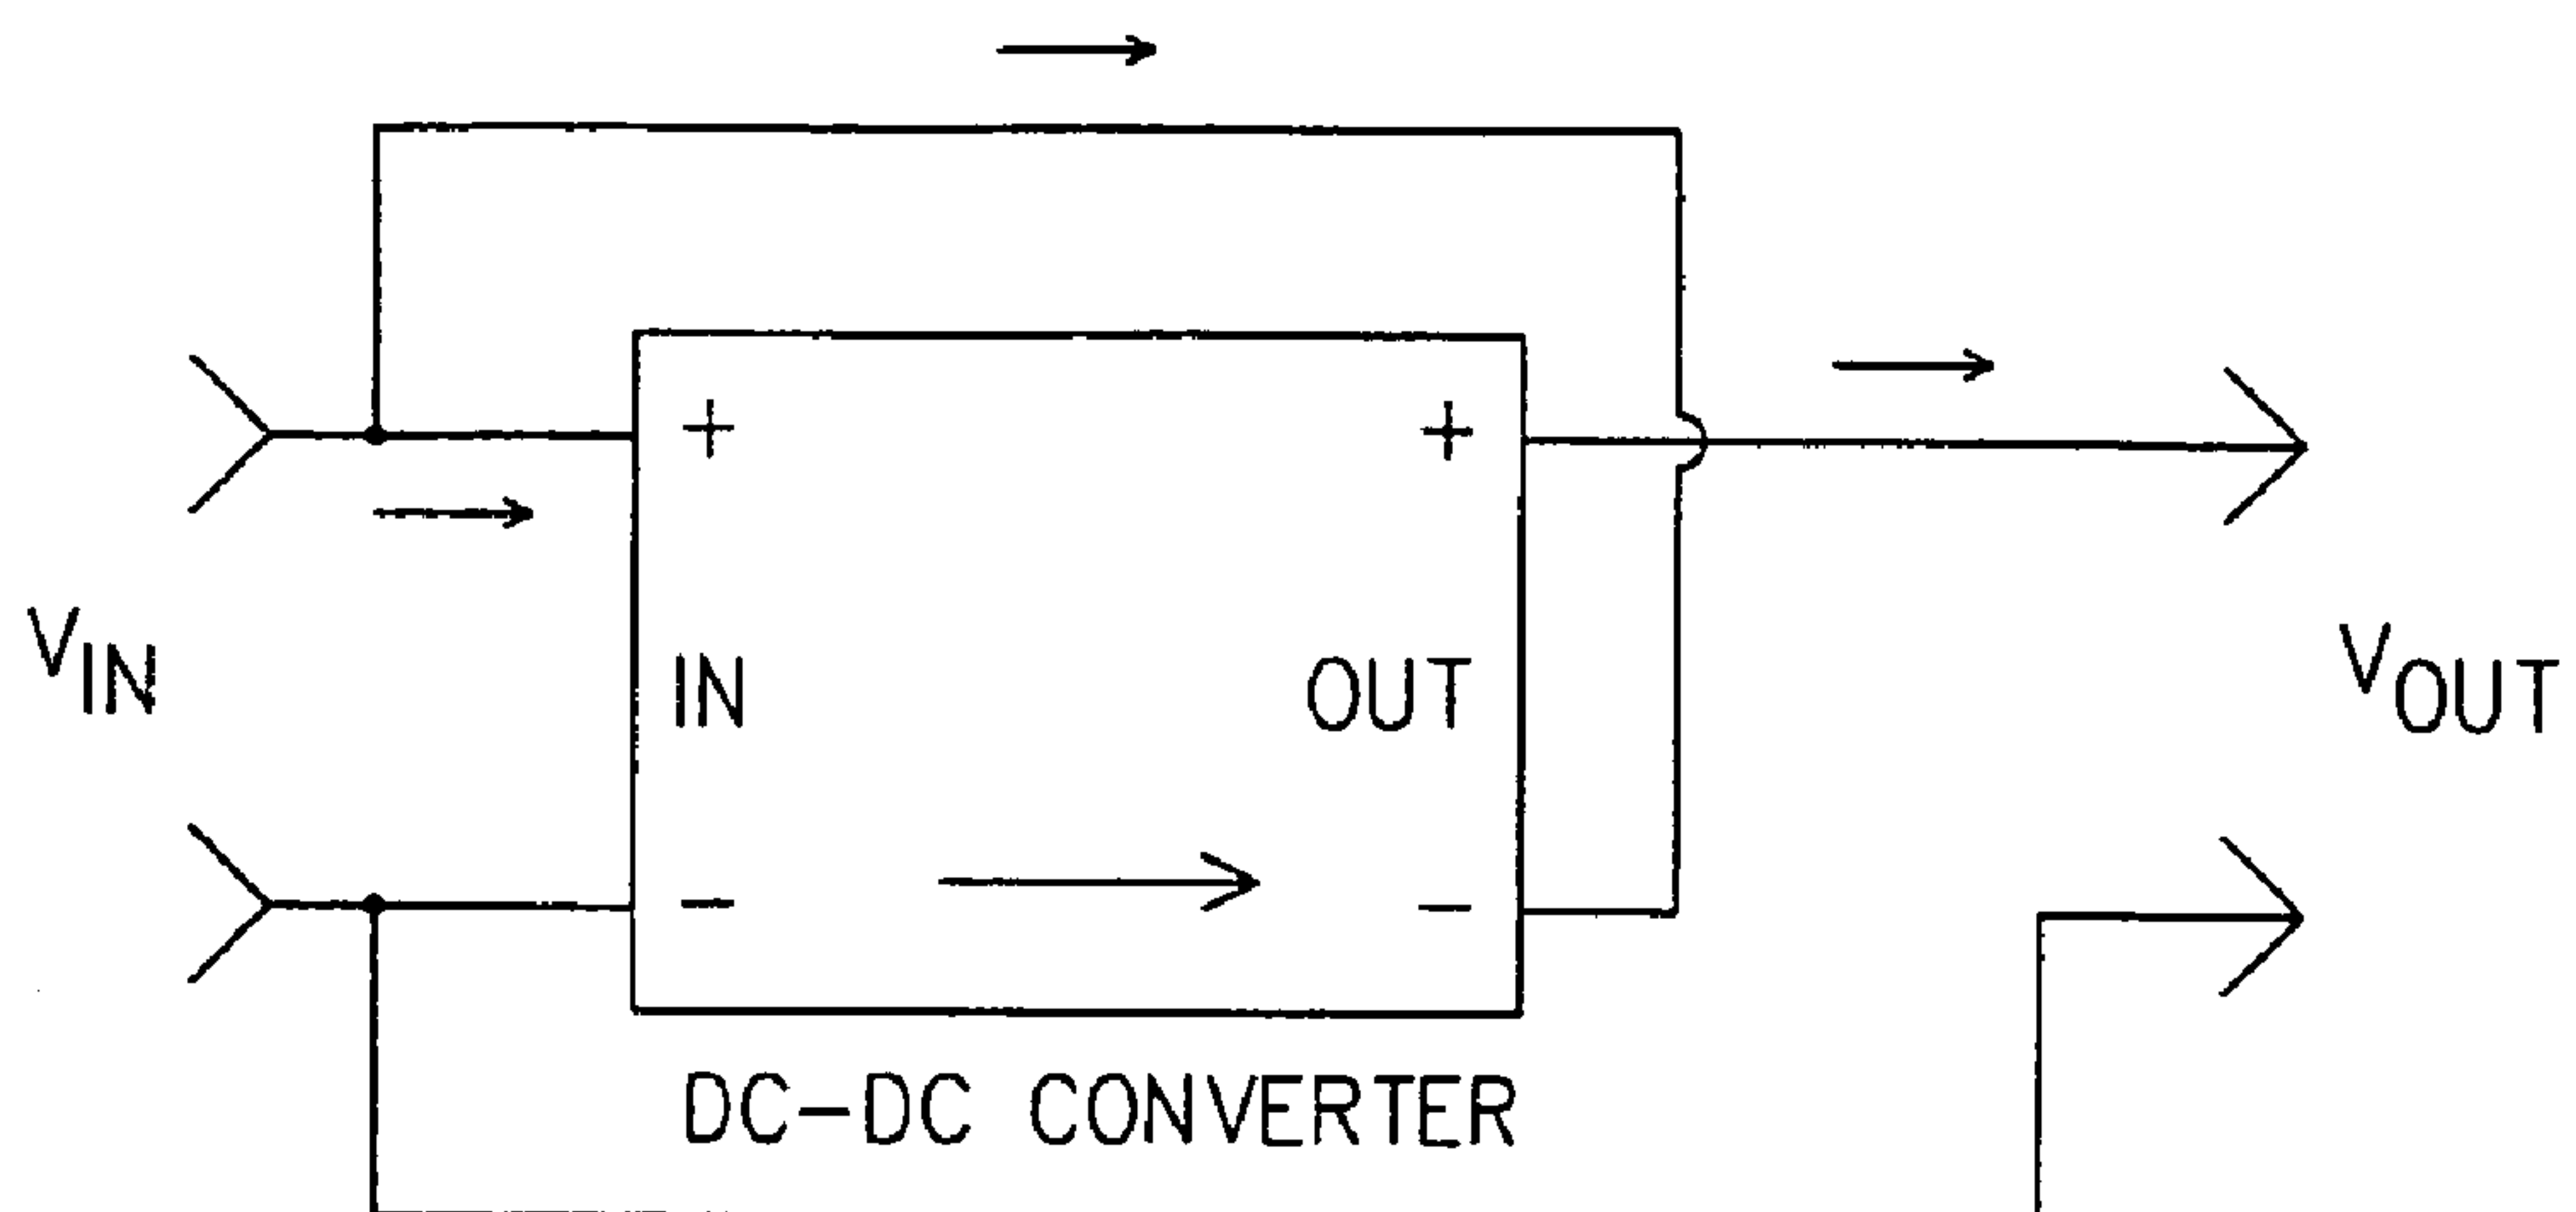 + +
VIN IN OUT VOUT
− −
DC−DC CONVERTER